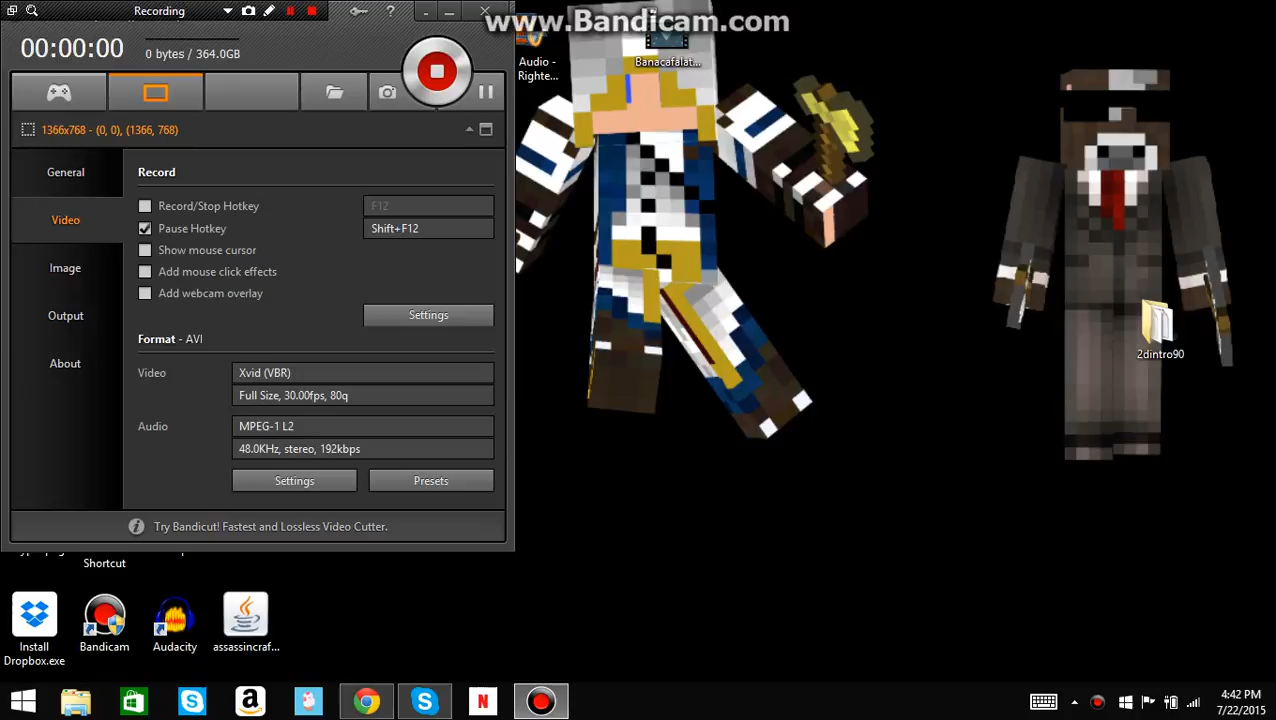 Recording
www.Bandicam.com
00:00:00
0 bytes / 364.0GB
1366x768 - (0, 0), (1366, 768)
General
Video
Image
Output
About
Record
Record/Stop Hotkey
F12
Pause Hotkey
Shift+F12
Show mouse cursor
Add mouse click effects
Add webcam overlay
Settings
Format - AVI
Video
Xvid (VBR)
Full Size, 30.00fps, 80q
Audio
MPEG-1 L2
48.0KHz, stereo, 192kbps
Settings
Presets
Try Bandicut! Fastest and Lossless Video Cutter.
Audio -
Righte...
Banacafalat...
2dintro90
Shortcut
Install
Dropbox.exe
Bandicam
Audacity
assassincraf...
4:42 PM
7/22/2015